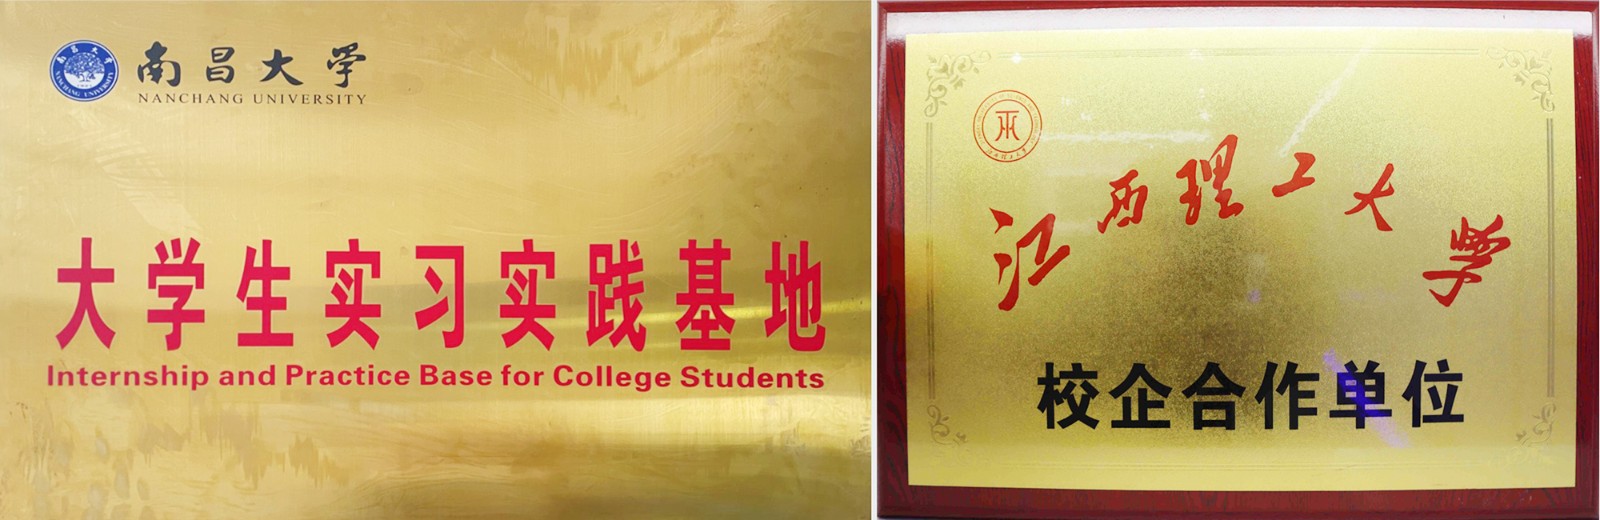 南昌大学
NANCHANG UNIVERSITY
大学生实习实践基地
Internship and Practice Base for College Students
江西理工大学
校企合作单位